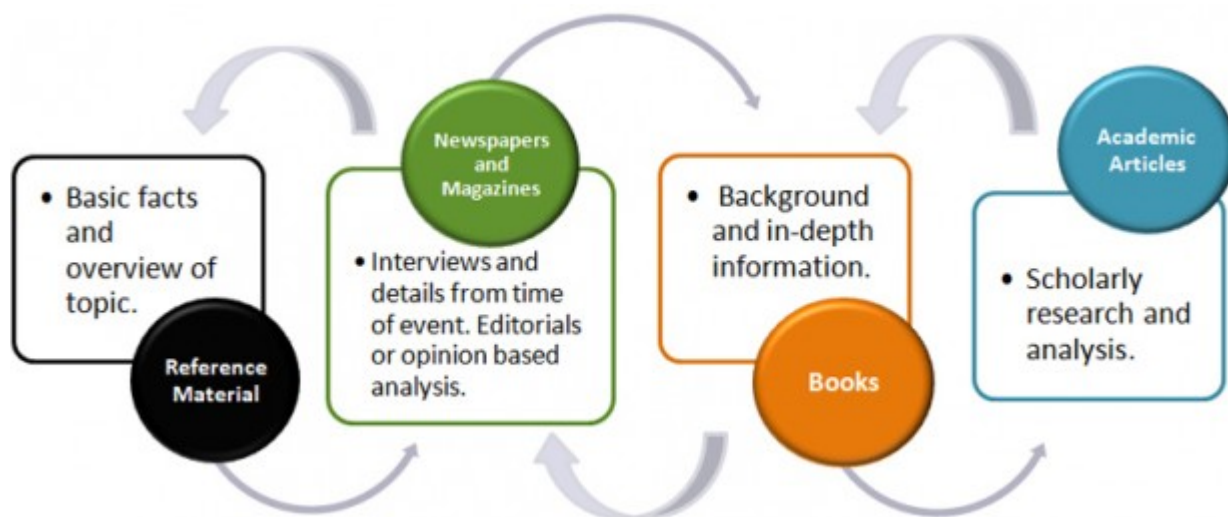 • Basic facts
and
overview of
topic.
Reference
Material
Newspapers
and
Magazines
• Interviews and
details from time
of event. Editorials
or opinion based
analysis.
• Background
and in-depth
information.
Books
Academic
Articles
• Scholarly
research and
analysis.